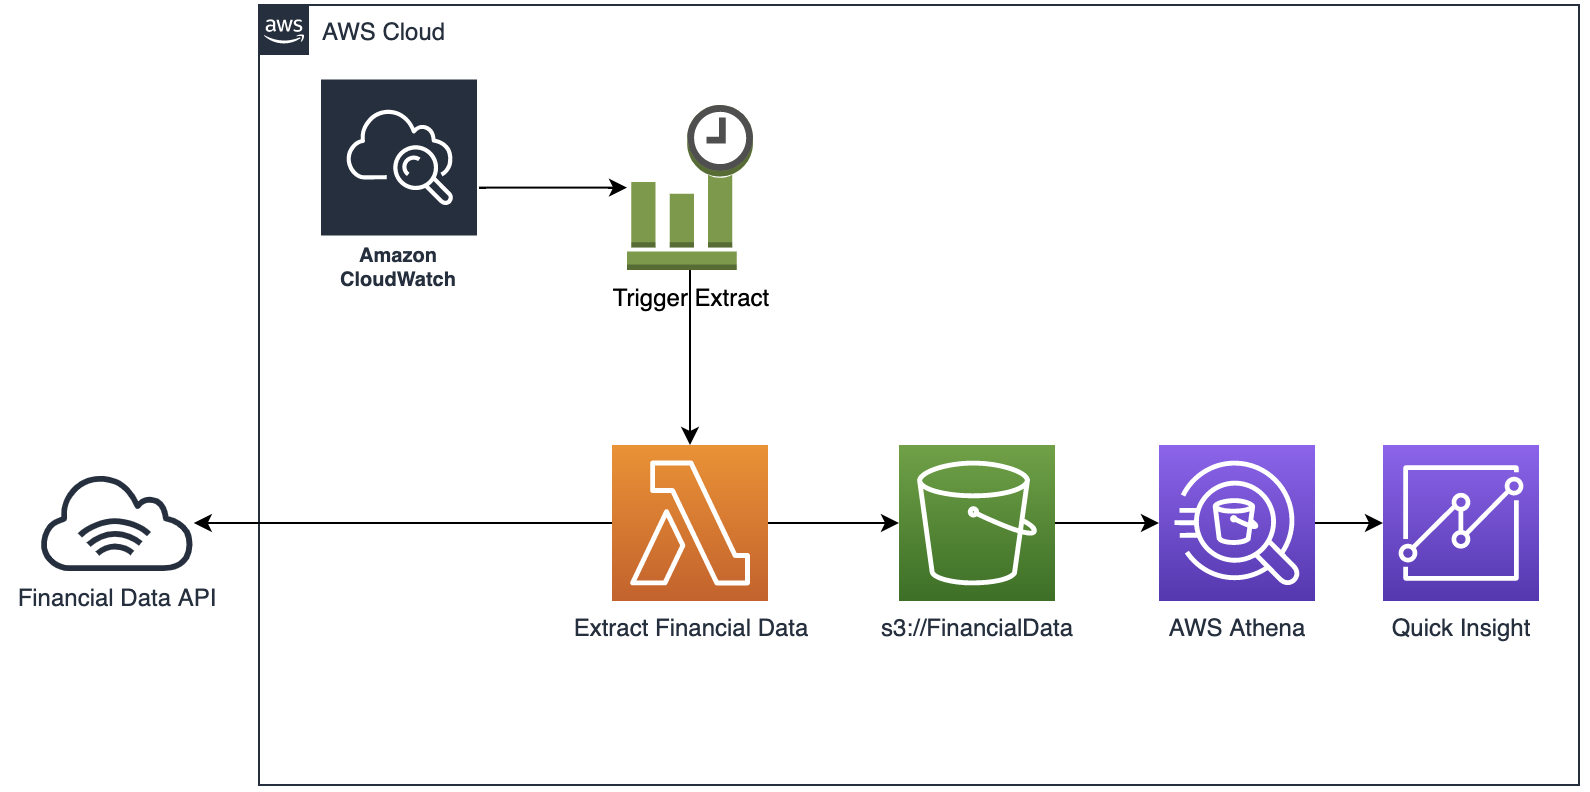 aws
AWS Cloud
Amazon
CloudWatch
Trigger Extract
Financial Data API
Extract Financial Data
s3://FinancialData
AWS Athena
Quick Insight